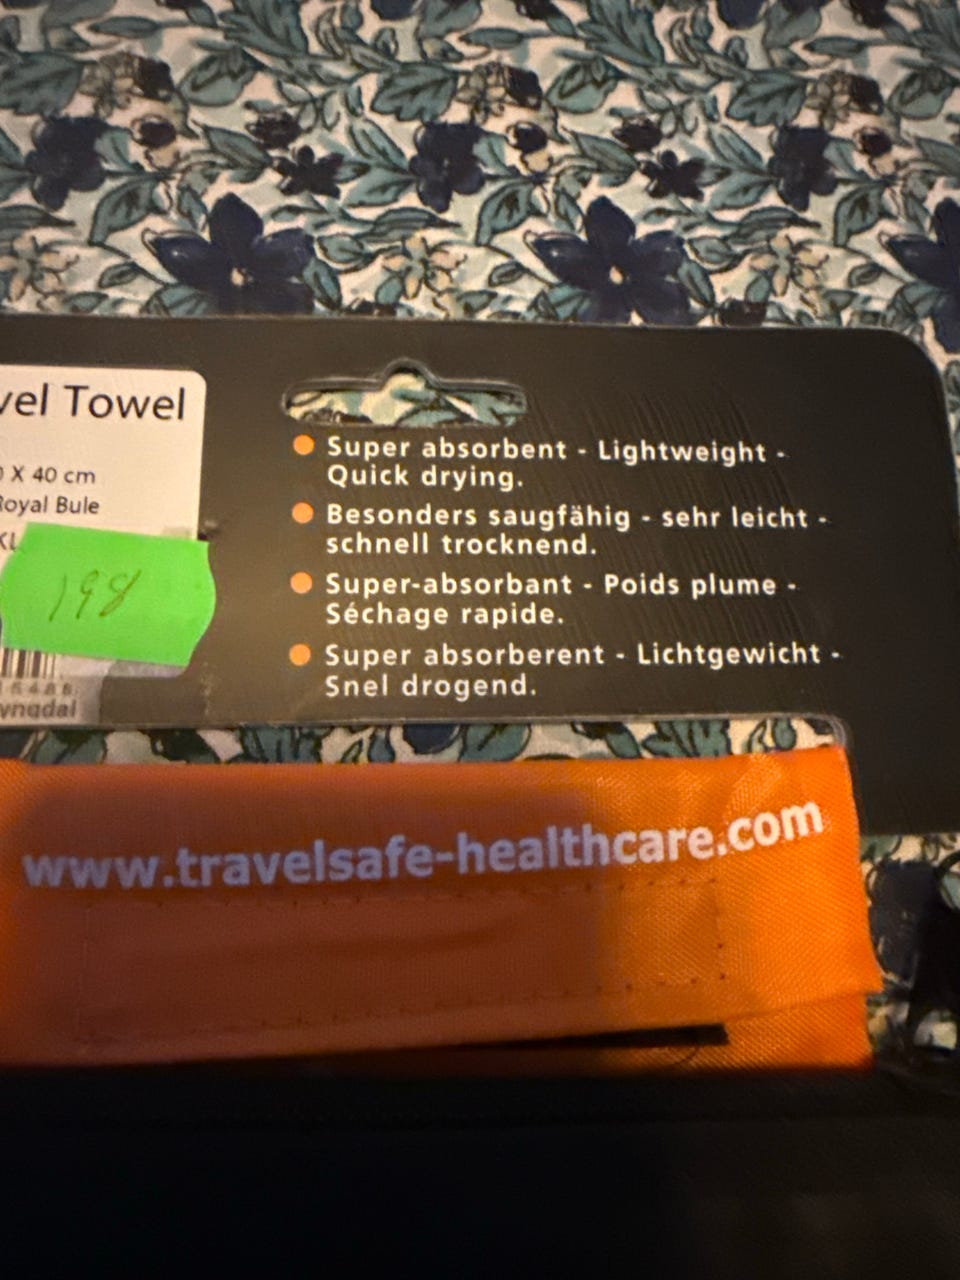 vel Towel
X 40 cm
Royal Bule
198
Super absorbent - Lightweight -
Quick drying.
Besonders saugfähig - sehr leicht -
schnell trocknend.
Super-absorbant - Poids plume -
Séchage rapide.
Super absorberent - Lichtgewicht -
Snel drogend.
www.travelsafe-healthcare.com